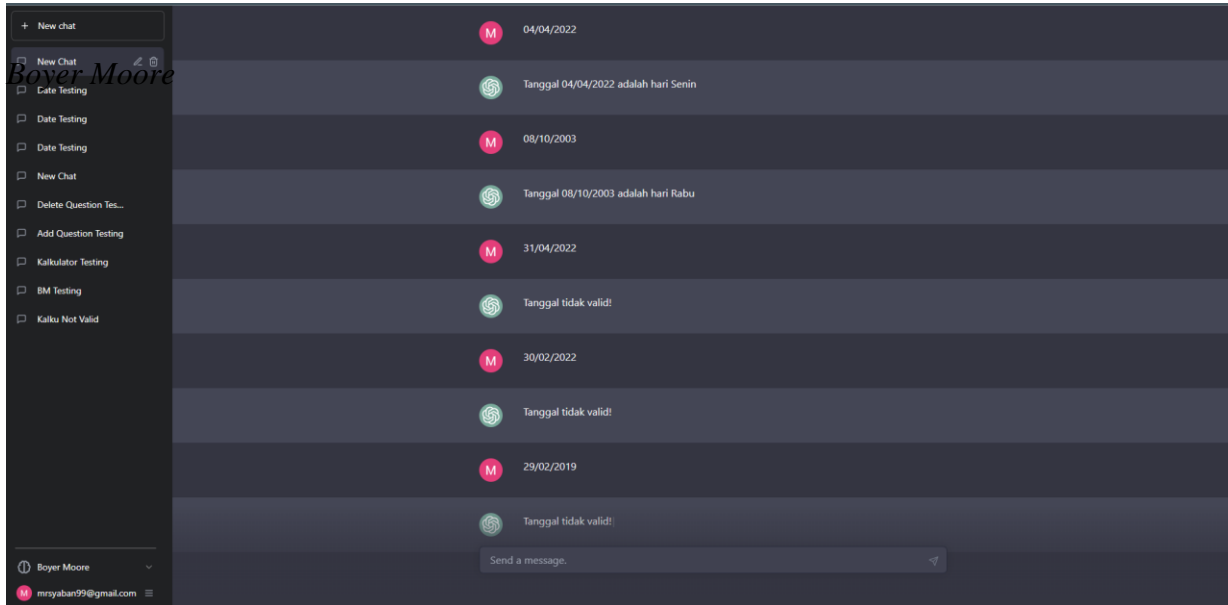 + New chat
New Chat
Boyer Moore
Date Testing
Date Testing
Date Testing
New Chat
Delete Question Tes...
Add Question Testing
Kalkulator Testing
BM Testing
Kalku Not Valid
Boyer Moore
M mrsyaban99@gmail.com
M 04/04/2022
Tanggal 04/04/2022 adalah hari Senin
M 08/10/2003
Tanggal 08/10/2003 adalah hari Rabu
M 31/04/2022
Tanggal tidak valid!
M 30/02/2022
Tanggal tidak valid!
M 29/02/2019
Tanggal tidak valid!
Send a message.